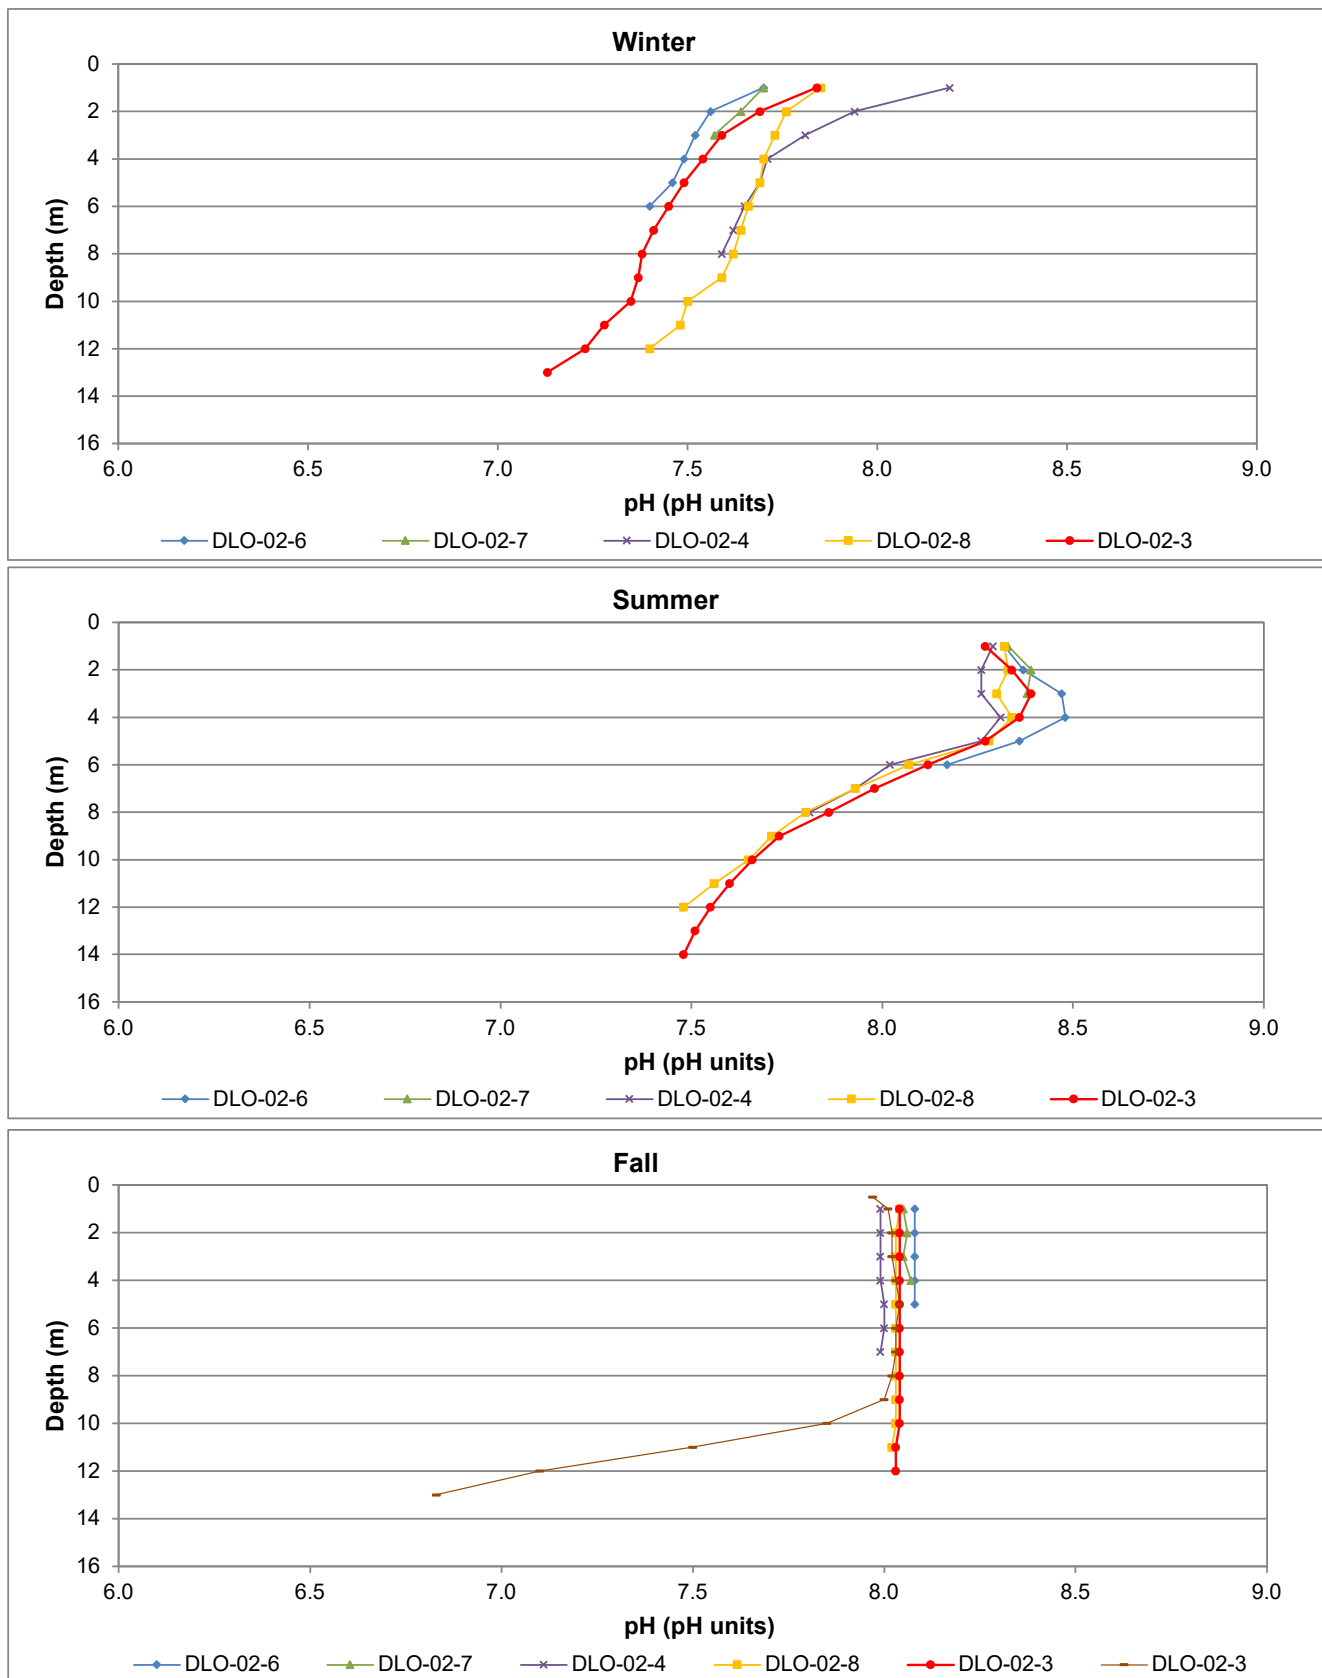 Winter
0
2
4
6
8
10
12
14
16
Depth (m)
6.0 6.5 7.0 7.5 8.0 8.5 9.0
pH (pH units)
DLO-02-6 DLO-02-7 DLO-02-4 DLO-02-8 DLO-02-3
Summer
0
2
4
6
8
10
12
14
16
Depth (m)
6.0 6.5 7.0 7.5 8.0 8.5 9.0
pH (pH units)
DLO-02-6 DLO-02-7 DLO-02-4 DLO-02-8 DLO-02-3
Fall
0
2
4
6
8
10
12
14
16
Depth (m)
6.0 6.5 7.0 7.5 8.0 8.5 9.0
pH (pH units)
DLO-02-6 DLO-02-7 DLO-02-4 DLO-02-8 DLO-02-3 DLO-02-3